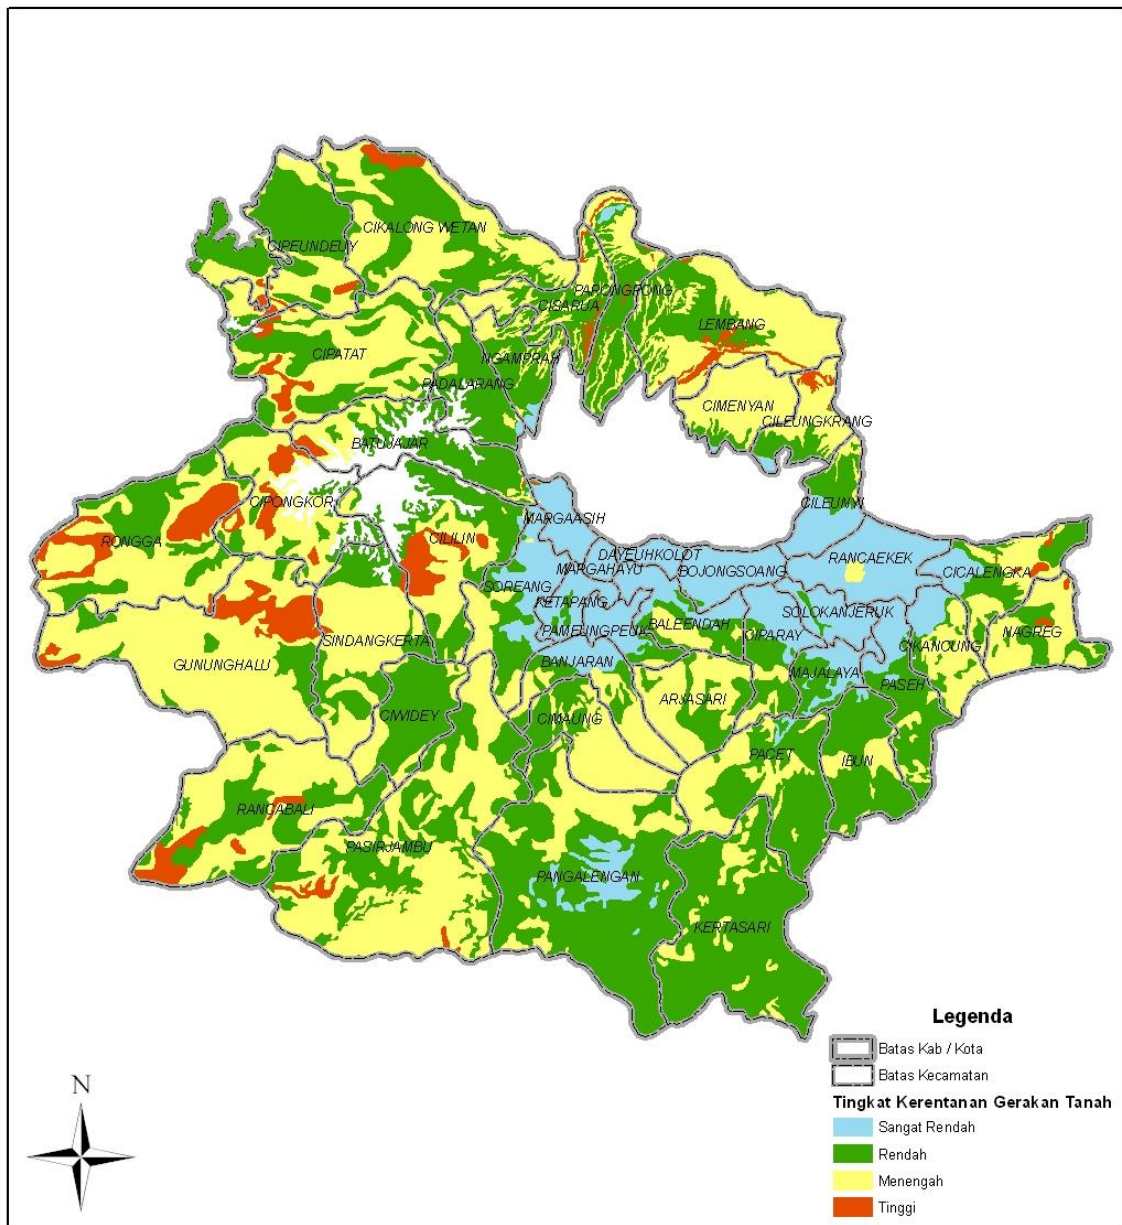 CIKALONG WETAN
CIPEUNDEUY
PARONGPONG
CISARUA
LEMBANG
CIPATAT
NGAMPRAH
PADALARANG
CIMENYAN
CILEUNGKRANG
BATUJAJAR
CIPONGKOR
CILEUNYI
MARGAASIH
RONGGA
CILILIN
DAYEUHKOLOT
MARGAHAYU
BOJONGSOANG
RANCAEKEK
CICALENGKA
SOREANG
KETAPANG
SOLOKANJERUK
PAMEUNGPEUK
BALEENDAH
CIPARAY
NAGREG
SINDANGKERTA
CIKANCUNG
GUNUNGHALU
BANJARAN
MAJALAYA
PASEH
ARJASARI
CIWIDEY
CIMAUNG
PACET
IBUN
RANCABALI
PASIRJAMBU
PANGALENGAN
KERTASARI
Legenda
Batas Kab / Kota
Batas Kecamatan
Tingkat Kerentanan Gerakan Tanah
Sangat Rendah
Rendah
Menengah
Tinggi
N